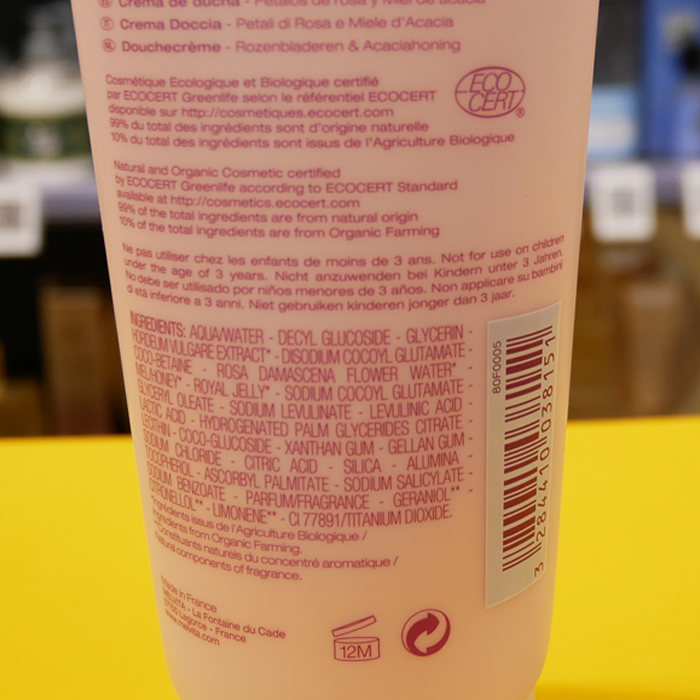 E Crema de ducha - Pétalos de rosa y Miel de acacia
I Crema Doccia - Petali di Rosa e Miele d'Acacia
NL Douchecrème - Rozenbladeren & Acaciahoning
Cosmétique Ecologique et Biologique certifié
par ECOCERT Greenlife selon le référentiel ECOCERT
disponible sur http://cosmetiques.ecocert.com
99% du total des ingrédients sont d'origine naturelle
10% du total des ingrédients sont issus de l'Agriculture Biologique
ECO
CERT®
Natural and Organic Cosmetic certified
by ECOCERT Greenlife according to ECOCERT Standard
available at http://cosmetics.ecocert.com
99% of the total ingredients are from natural origin
10% of the total ingredients are from Organic Farming
Ne pas utiliser chez les enfants de moins de 3 ans. Not for use on children
under the age of 3 years. Nicht anzuwenden bei Kindern unter 3 Jahren.
No debe ser utilisado por niños menores de 3 años. Non applicare su bambini
di età inferiore a 3 anni. Niet gebruiken kinderen jonger dan 3 jaar.
INGREDIENTS: AQUA/WATER - DECYL GLUCOSIDE - GLYCERIN -
HORDEUM VULGARE EXTRACT* - DISODIUM COCOYL GLUTAMATE -
COCO-BETAINE - ROSA DAMASCENA FLOWER WATER* -
MEL/HONEY* - ROYAL JELLY* - SODIUM COCOYL GLUTAMATE -
GLYCERYL OLEATE - SODIUM LEVULINATE - LEVULINIC ACID -
LACTIC ACID - HYDROGENATED PALM GLYCERIDES CITRATE -
LECITHIN - COCO-GLUCOSIDE - XANTHAN GUM - GELLAN GUM -
SODIUM CHLORIDE - CITRIC ACID - SILICA - ALUMINA -
TOCOPHEROL - ASCORBYL PALMITATE - SODIUM SALICYLATE -
SODIUM BENZOATE - PARFUM/FRAGRANCE - GERANIOL** -
CITRONELLOL** - LIMONENE** - CI 77891/TITANIUM DIOXIDE.
*Ingrédients issus de l'Agriculture Biologique /
Ingredients from Organic Farming.
**Constituants naturels du concentré aromatique /
Natural components of fragrance.
80F0005
3 284410 038151
Made in France
MELVITA - La Fontaine du Cade
07150 Lagorce - France
www.melvita.com
12M